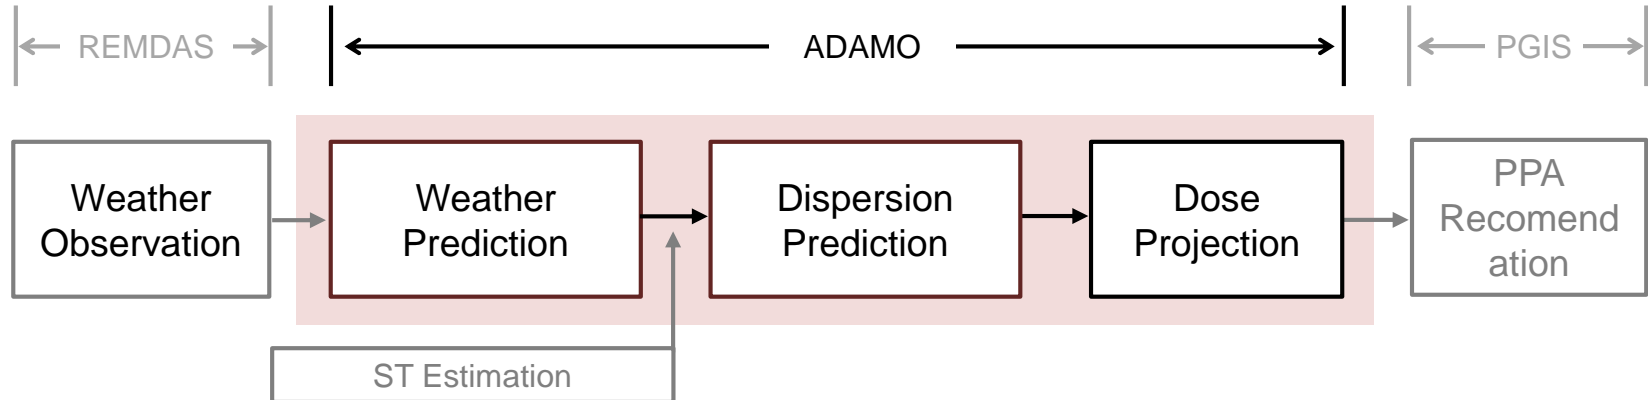 REMDAS
ADAMO
PGIS
Weather
Observation
Weather
Prediction
Dispersion
Prediction
Dose
Projection
PPA
Recomend
ation
ST Estimation